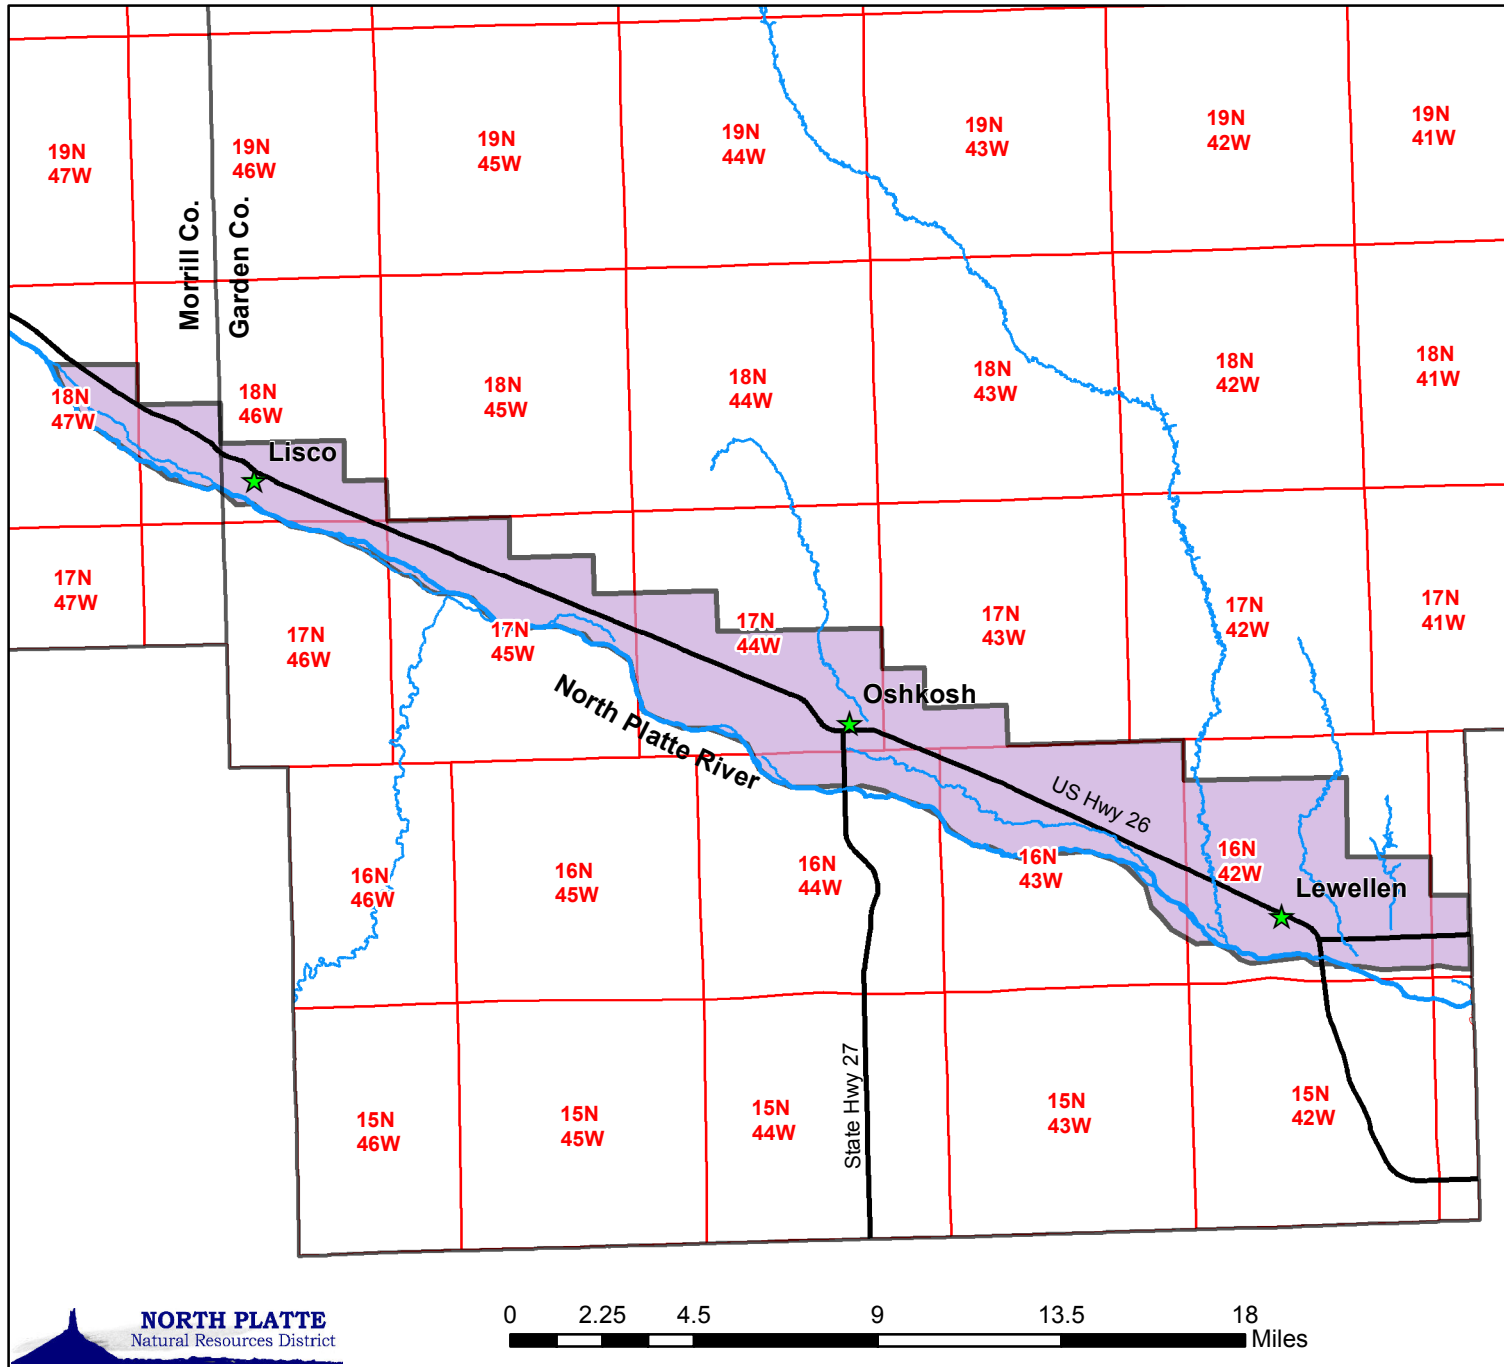 19N
47W
19N
46W
19N
45W
19N
44W
19N
43W
19N
42W
19N
41W
Morrill Co.
Garden Co.
18N
47W
18N
46W
18N
45W
18N
44W
18N
43W
18N
42W
18N
41W
Lisco
17N
47W
17N
46W
17N
45W
17N
44W
17N
43W
17N
42W
17N
41W
North Platte River
Oshkosh
US Hwy 26
16N
46W
16N
45W
16N
44W
16N
43W
16N
42W
Lewellen
State Hwy 27
15N
46W
15N
45W
15N
44W
15N
43W
15N
42W
NORTH PLATTE
Natural Resources District
0 2.25 4.5 9 13.5 18
Miles